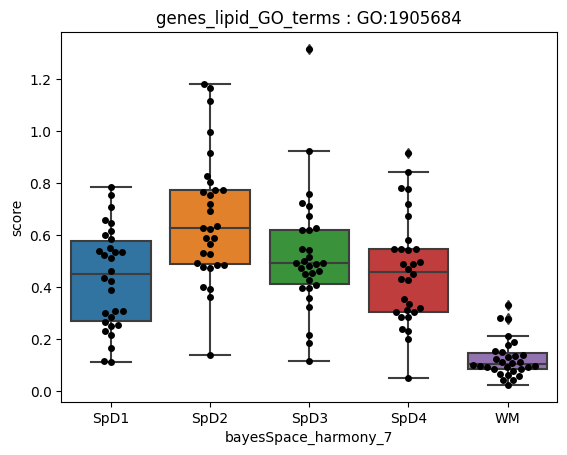 genes_lipid_GO_terms : GO:1905684
score
1.2
1.0
0.8
0.6
0.4
0.2
0.0
SpD1 SpD2 SpD3 SpD4 WM
bayesSpace_harmony_7